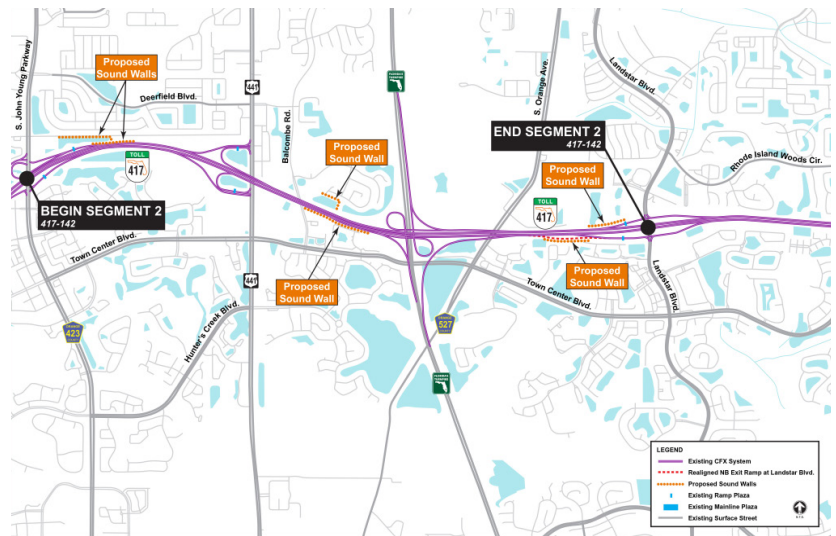 S. John Young Parkway
Proposed
Sound Walls
Deerfield Blvd.
441
Balcombe Rd.
S. Orange Ave.
Landstar Blvd.
END SEGMENT 2
417-142
Rhode Island Woods Cir.
TOLL
417
Proposed
Sound Wall
Proposed
Sound Wall
TOLL
417
BEGIN SEGMENT 2
417-142
Town Center Blvd.
441
Proposed
Sound Wall
Proposed
Sound Wall
Town Center Blvd.
Landstar Blvd.
Hunter's Creek Blvd.
423
527
LEGEND
Existing CFX System
Realigned NB Exit Ramp at Landstar Blvd.
Proposed Sound Walls
Existing Ramp Plaza
Existing Mainline Plaza
Existing Surface Street